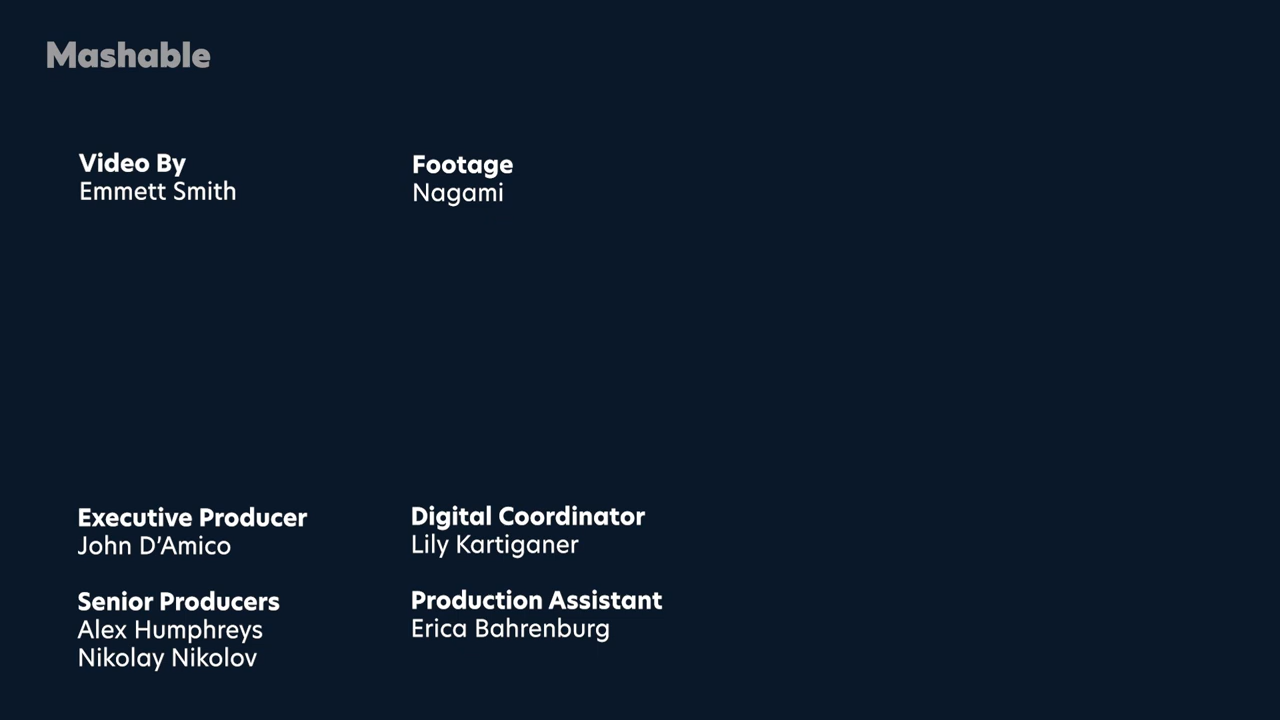 Mashable
Video By
Emmett Smith
Footage
Nagami
Executive Producer
John D’Amico
Senior Producers
Alex Humphreys
Nikolay Nikolov
Digital Coordinator
Lily Kartiganer
Production Assistant
Erica Bahrenburg